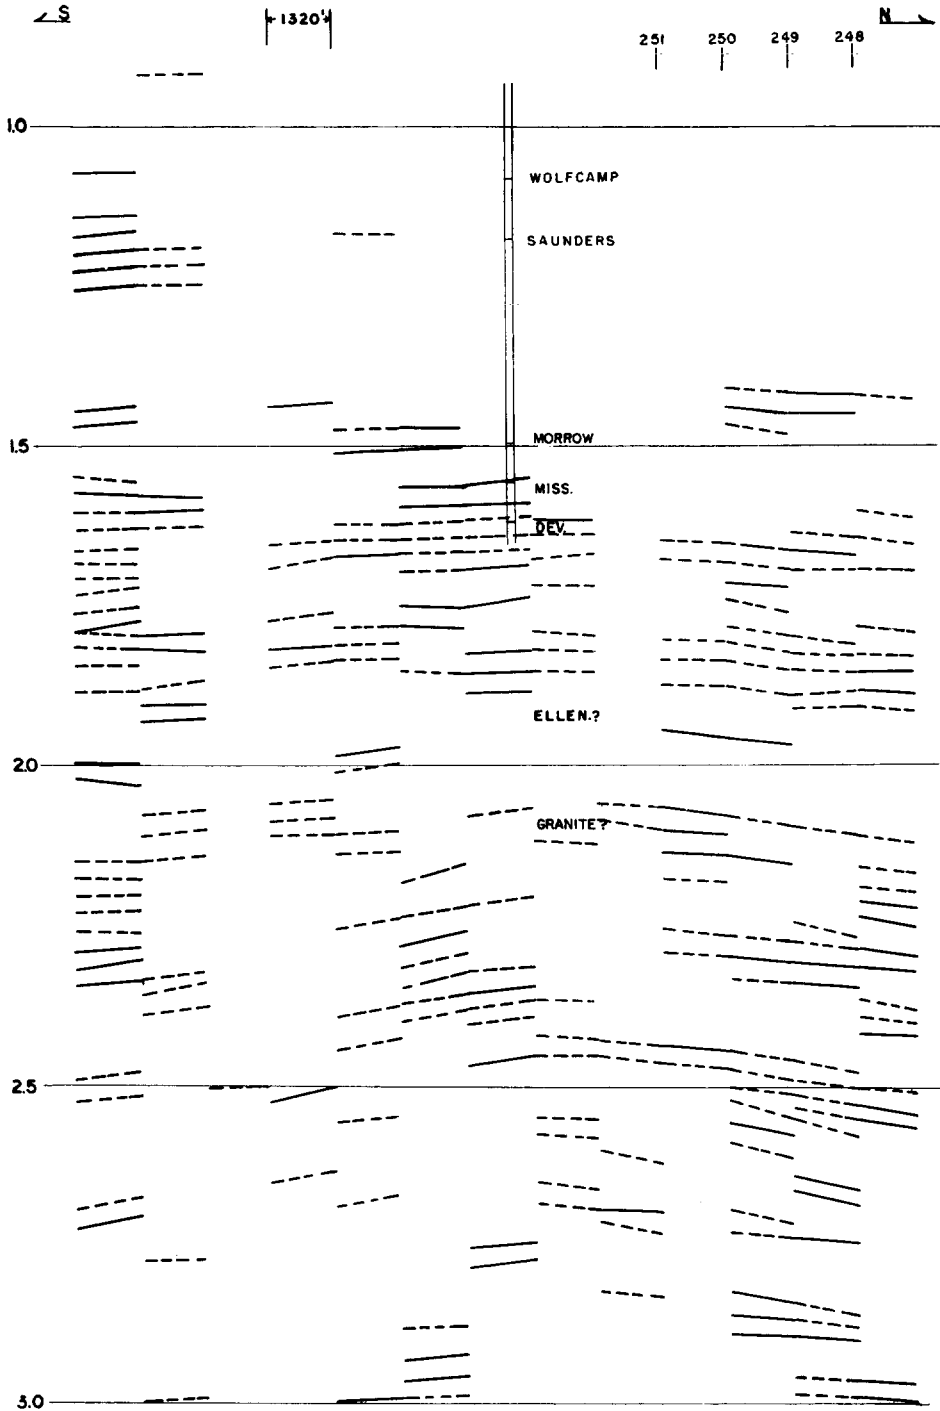 S
1320'
N
251
250
249
248
1.0
WOLFCAMP
SAUNDERS
MORROW
1.5
MISS.
DEV.
ELLEN.?
2.0
GRANITE?
2.5
3.0